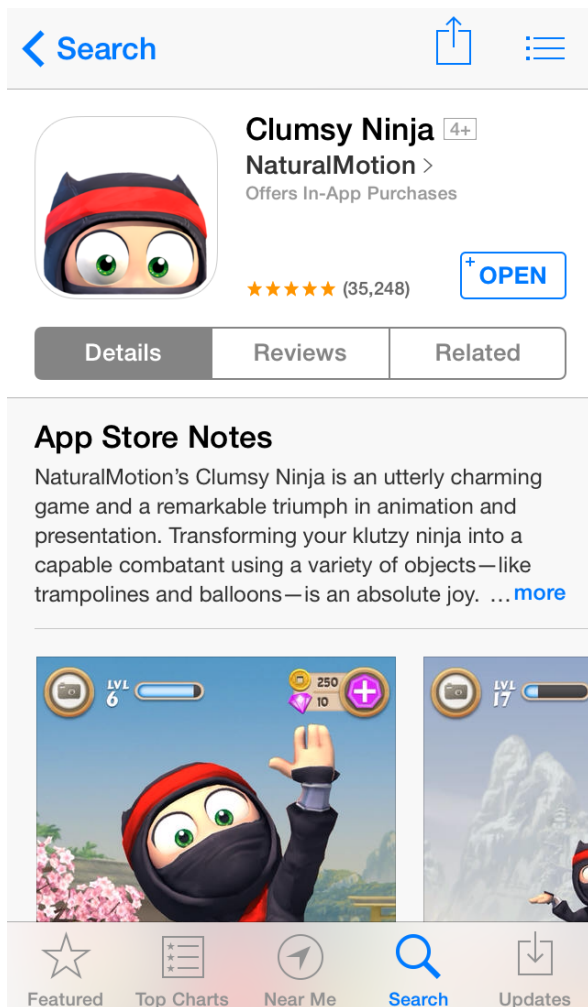 Search
Clumsy Ninja 4+
NaturalMotion >
Offers In-App Purchases
★★★★★ (35,248)
+ OPEN
Details Reviews Related
App Store Notes
NaturalMotion's Clumsy Ninja is an utterly charming
game and a remarkable triumph in animation and
presentation. Transforming your klutzy ninja into a
capable combatant using a variety of objects—like
trampolines and balloons—is an absolute joy. ...more
LVL
6
250
10
LVL
17
Featured Top Charts Near Me Search Updates